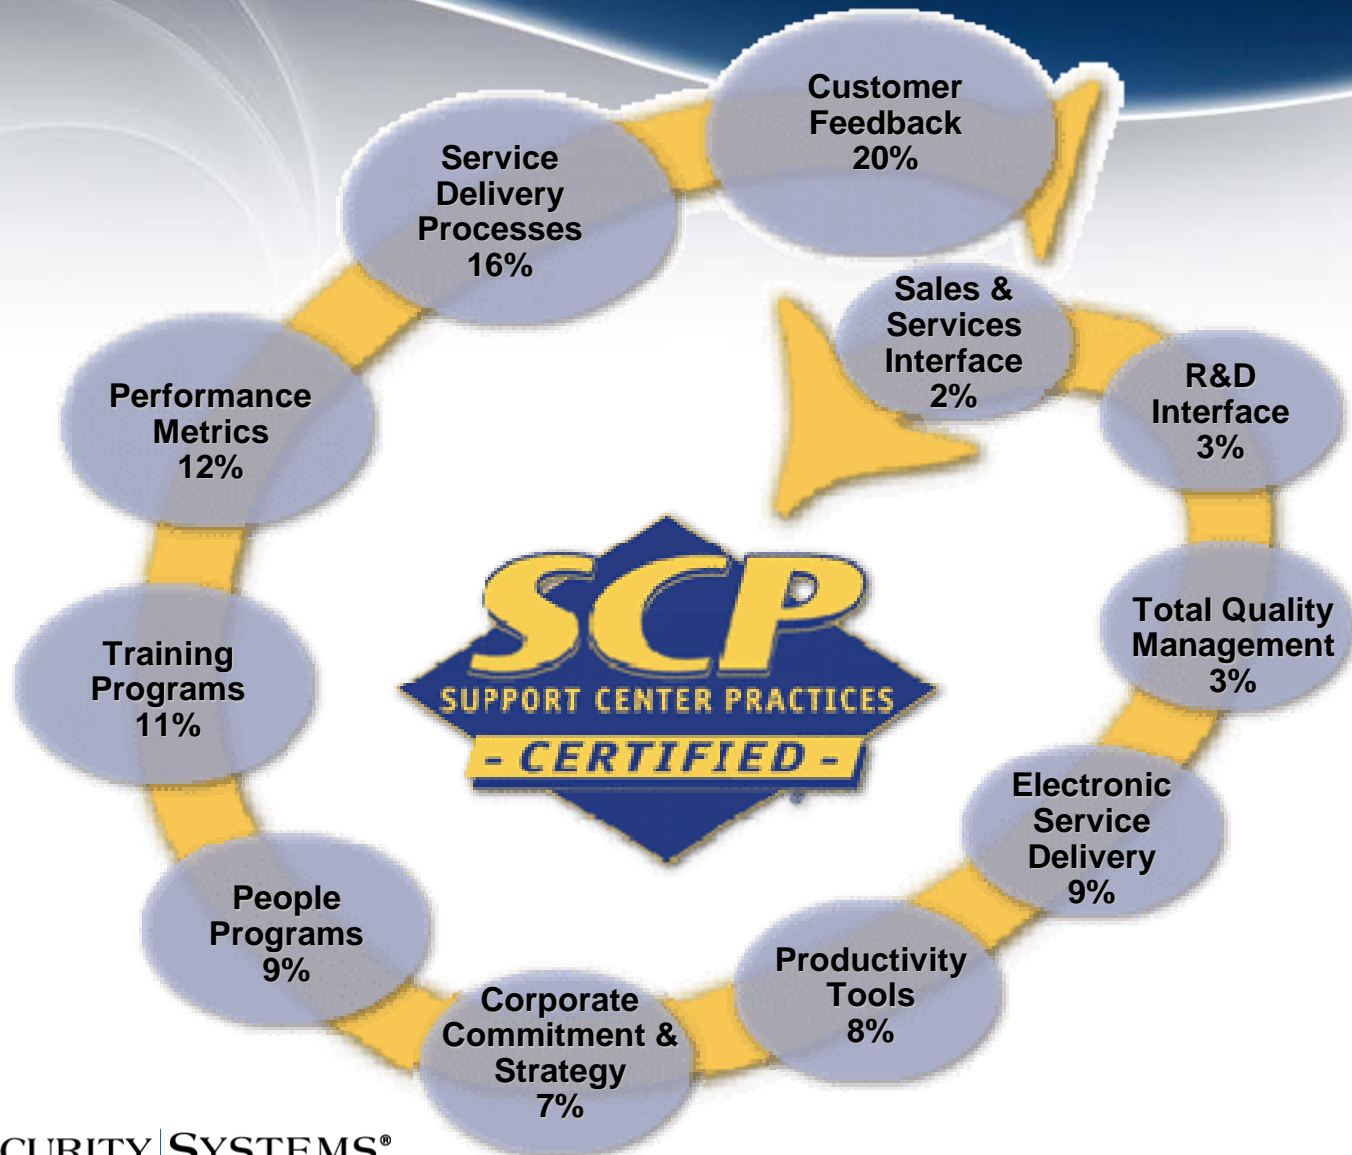 Customer
Feedback
20%
Service
Delivery
Processes
16%
Sales &
Services
Interface
2%
R&D
Interface
3%
Performance
Metrics
12%
Total Quality
Management
3%
SCP
SUPPORT CENTER PRACTICES
- CERTIFIED -
®
Training
Programs
11%
Electronic
Service
Delivery
9%
People
Programs
9%
Productivity
Tools
8%
Corporate
Commitment &
Strategy
7%
CURITY SYSTEMS®